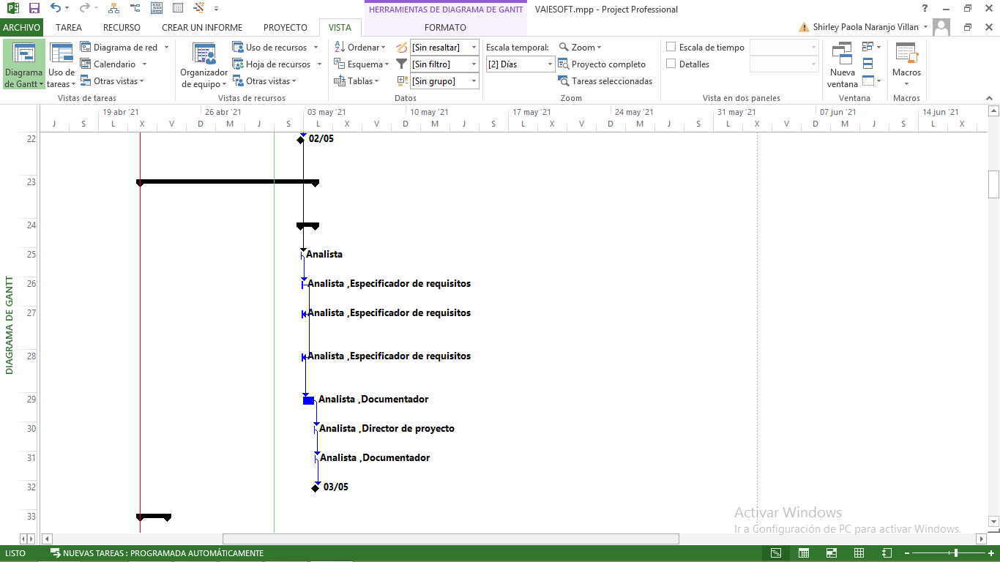 HERRAMIENTAS DE DIAGRAMA DE GANTT VAIESOFT.mpp - Project Professional
ARCHIVO TAREA RECURSO CREAR UN INFORME PROYECTO VISTA FORMATO Shirley Paola Naranjo Villan
Diagrama de Gantt
Uso de tareas
Diagrama de red
Calendario
Otras vistas
Vistas de tareas
Organizador de equipo
Uso de recursos
Hoja de recursos
Otras vistas
Vistas de recursos
Ordenar
Esquema
Tablas
[Sin resaltar]
[Sin filtro]
[Sin grupo]
Datos
Escala temporal:
[2] Días
Zoom
Proyecto completo
Tareas seleccionadas
Zoom
Escala de tiempo
Detalles
Vista en dos paneles
Nueva ventana
Ventana
Macros
Macros
19 abr '21 26 abr '21 03 may '21 10 may '21 17 may '21 24 may '21 31 may '21 07 jun '21 14 jun '21
J S L X V D M J S L X V D M J S L X V D M J S L X V D M J S L X
DIAGRAMA DE GANTT
22 02/05
23
24
25 Analista
26 Analista ,Especificador de requisitos
27 Analista ,Especificador de requisitos
28 Analista ,Especificador de requisitos
29 Analista ,Documentador
30 Analista ,Director de proyecto
31 Analista ,Documentador
32 03/05
33
Activar Windows
Ir a Configuración de PC para activar Windows.
LISTO NUEVAS TAREAS : PROGRAMADA AUTOMÁTICAMENTE